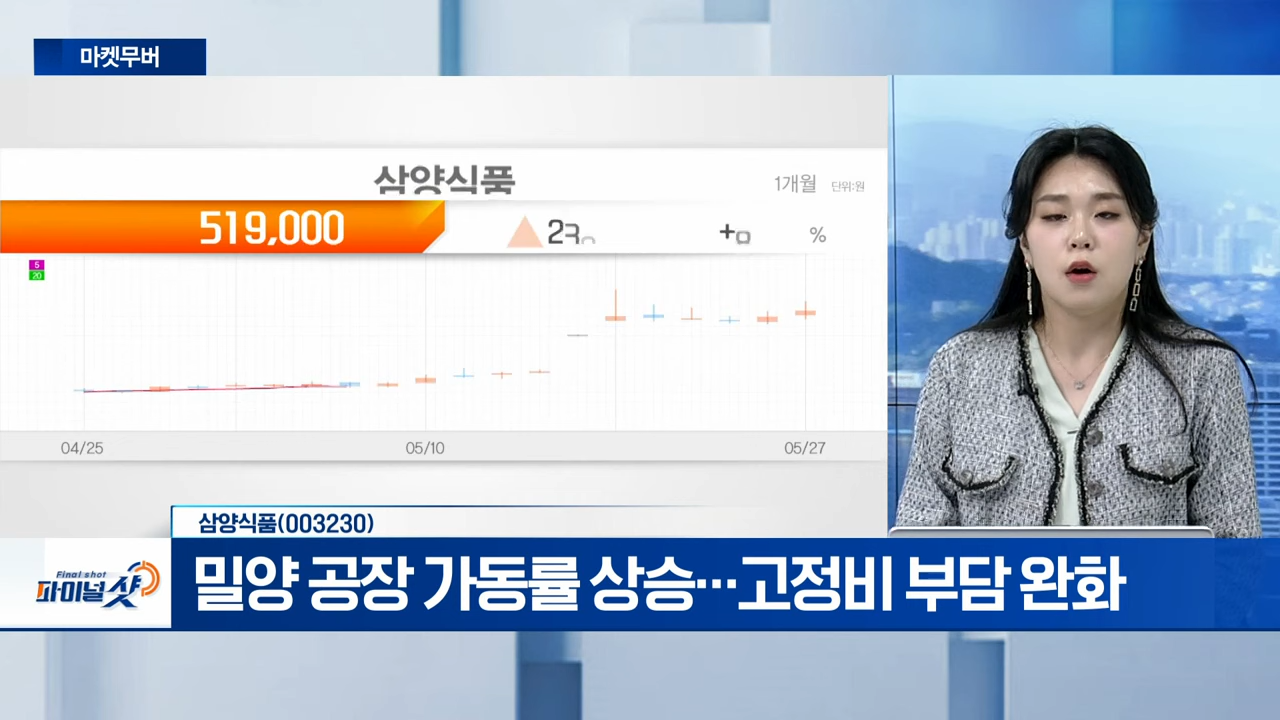 마켓무버
삼양식품
1개월 단위:원
519,000
%
5
20
04/25 05/10 05/27
삼양식품(003230)
Final shot
파이널샷
밀양 공장 가동률 상승…고정비 부담 완화